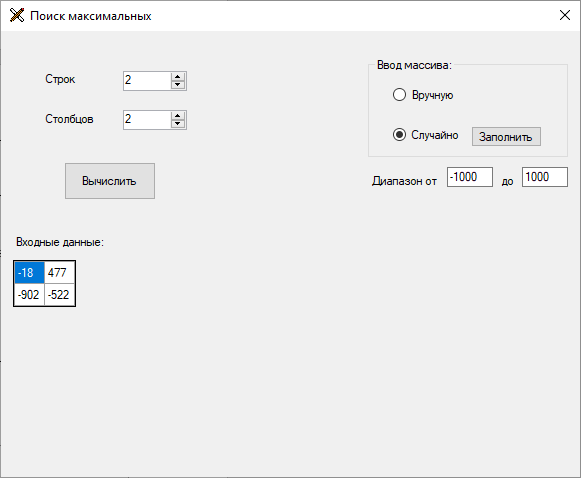 Поиск максимальных
Строк 2
Столбцов 2
Вычислить
Ввод массива:
Вручную
Случайно Заполнить
Диапазон от -1000 до 1000
Входные данные:
-18 477
-902 -522